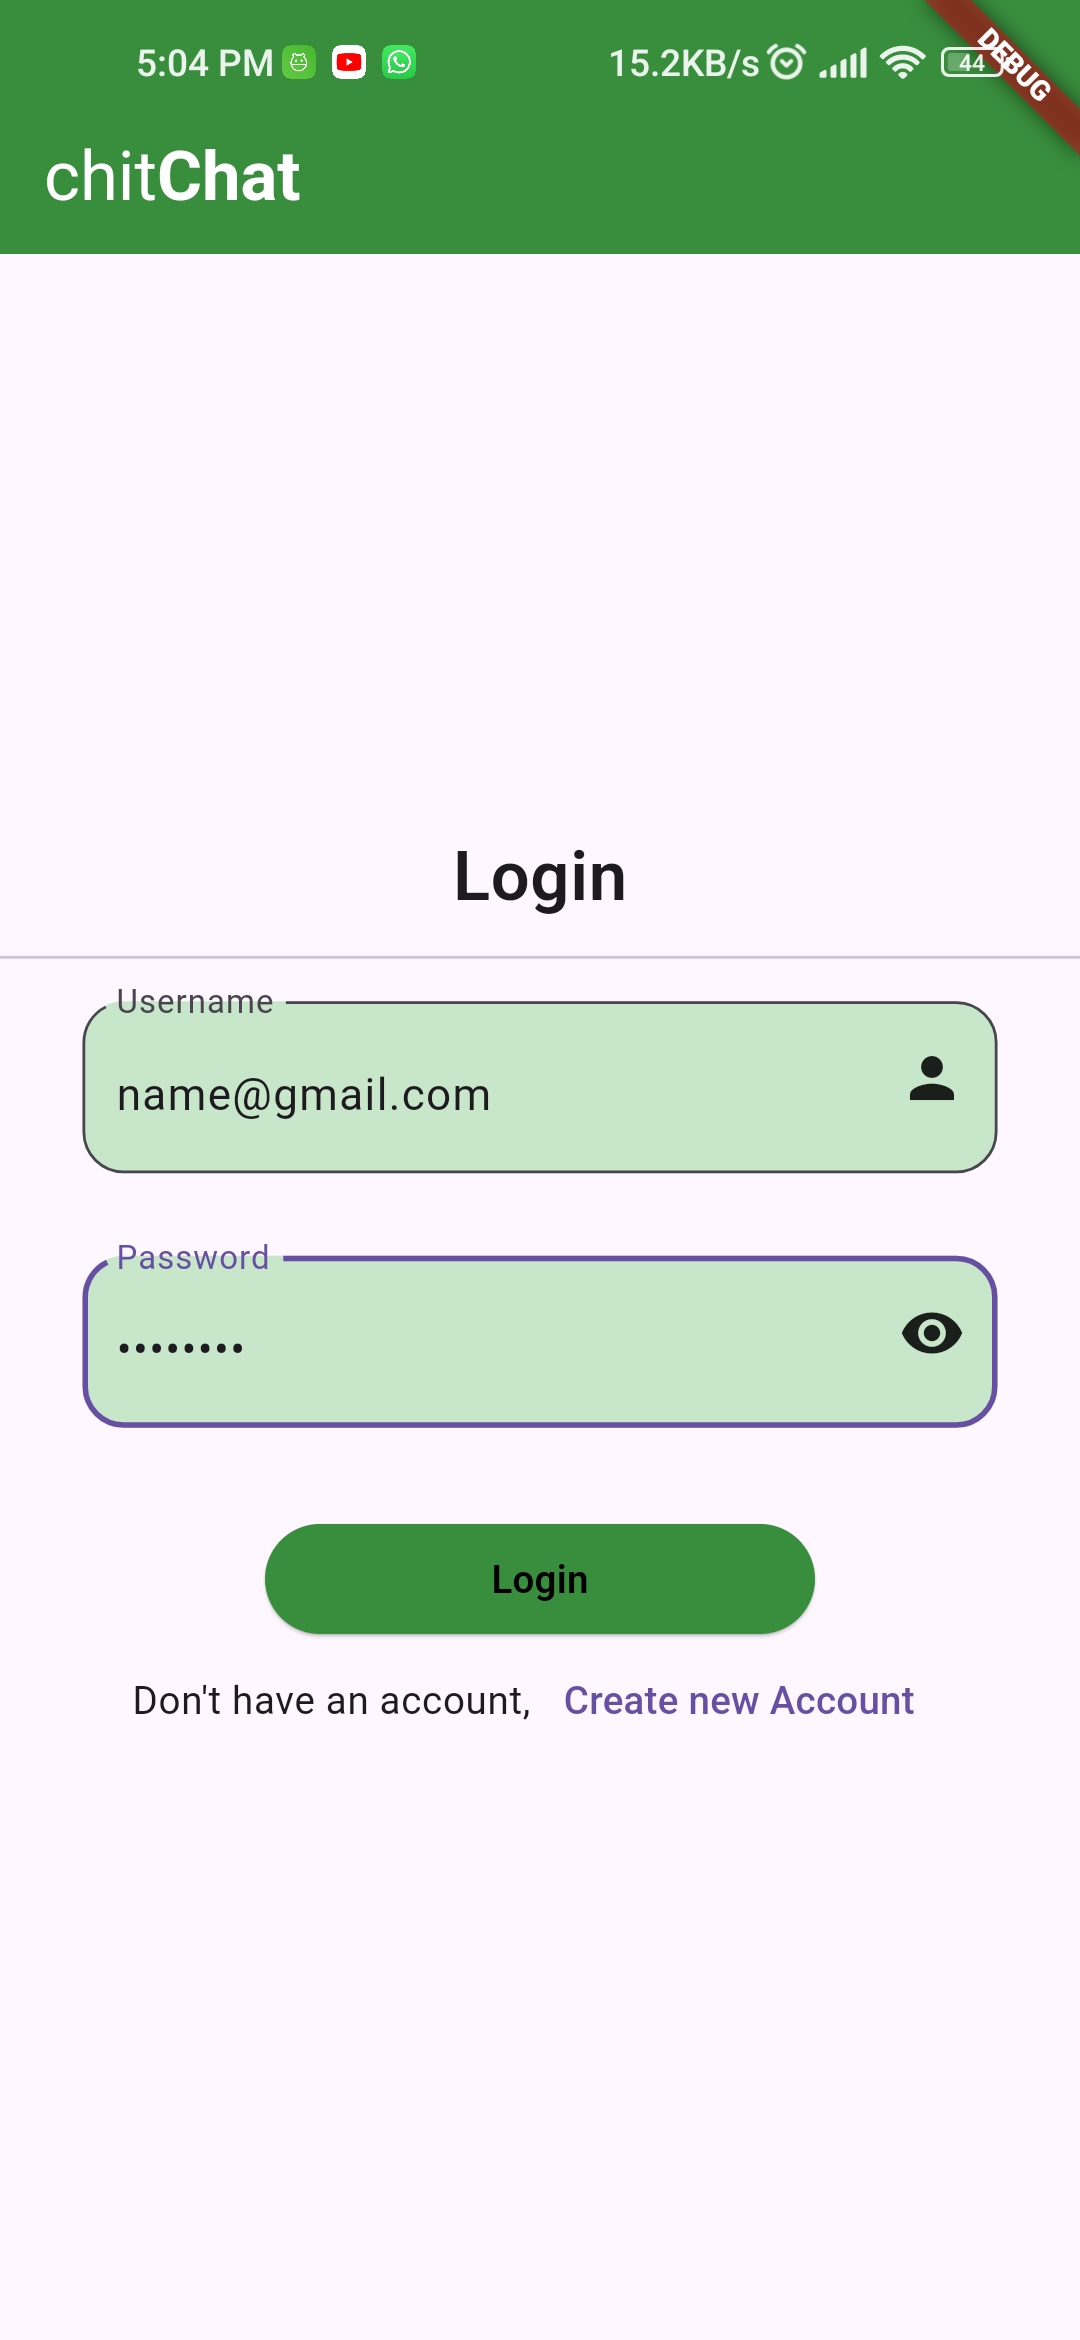 5:04 PM 15.2KB/s 44
DEBUG
chitChat
Login
Username
name@gmail.com
Password
••••••••
Login
Don't have an account, Create new Account